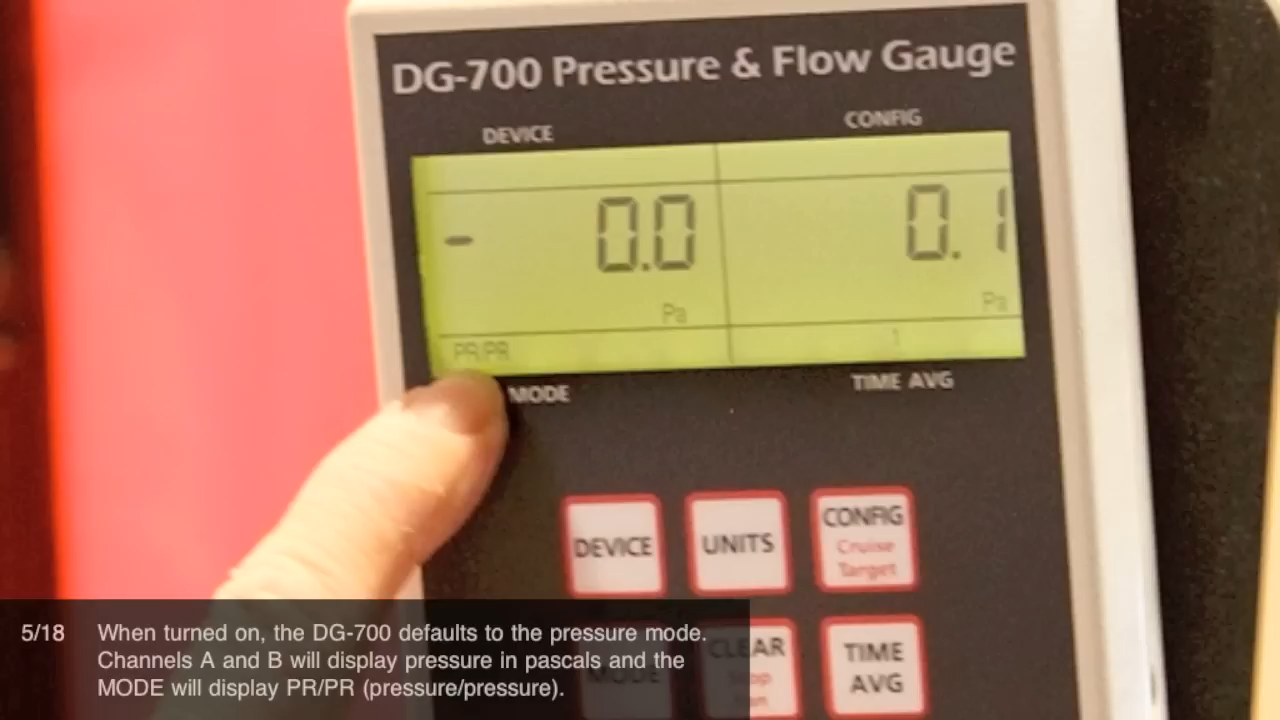 DG-700 Pressure & Flow Gauge
DEVICE CONFIG
- 0.0 0.1
Pa Pa
PR/PR 1
MODE TIME AVG
DEVICE UNITS CONFIG
Cruise
Target
MODE CLEAR TIME
AVG
5/18 When turned on, the DG-700 defaults to the pressure mode.
Channels A and B will display pressure in pascals and the
MODE will display PR/PR (pressure/pressure).